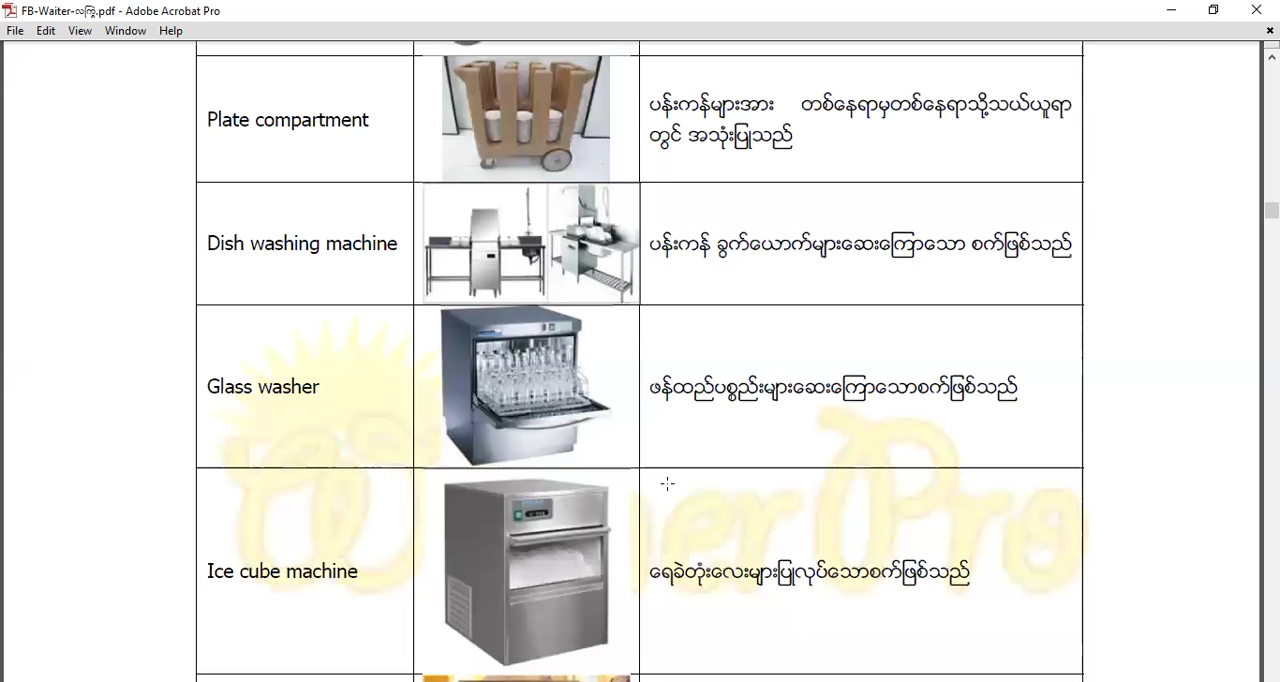 FB-Waiter-လကြွ.pdf - Adobe Acrobat Pro
File Edit View Window Help
Plate compartment
ပန်းကန်များအား တစ်နေရာမှတစ်နေရာသို့သယ်ယူရာ
တွင် အသုံးပြုသည်
Dish washing machine
ပန်းကန် ခွက်ယောက်များဆေးကြောသော စက်ဖြစ်သည်
Glass washer
ဖန်ထည်ပစ္စည်းများဆေးကြောသောစက်ဖြစ်သည်
Ice cube machine
ရေခဲတုံးလေးများပြုလုပ်သောစက်ဖြစ်သည်